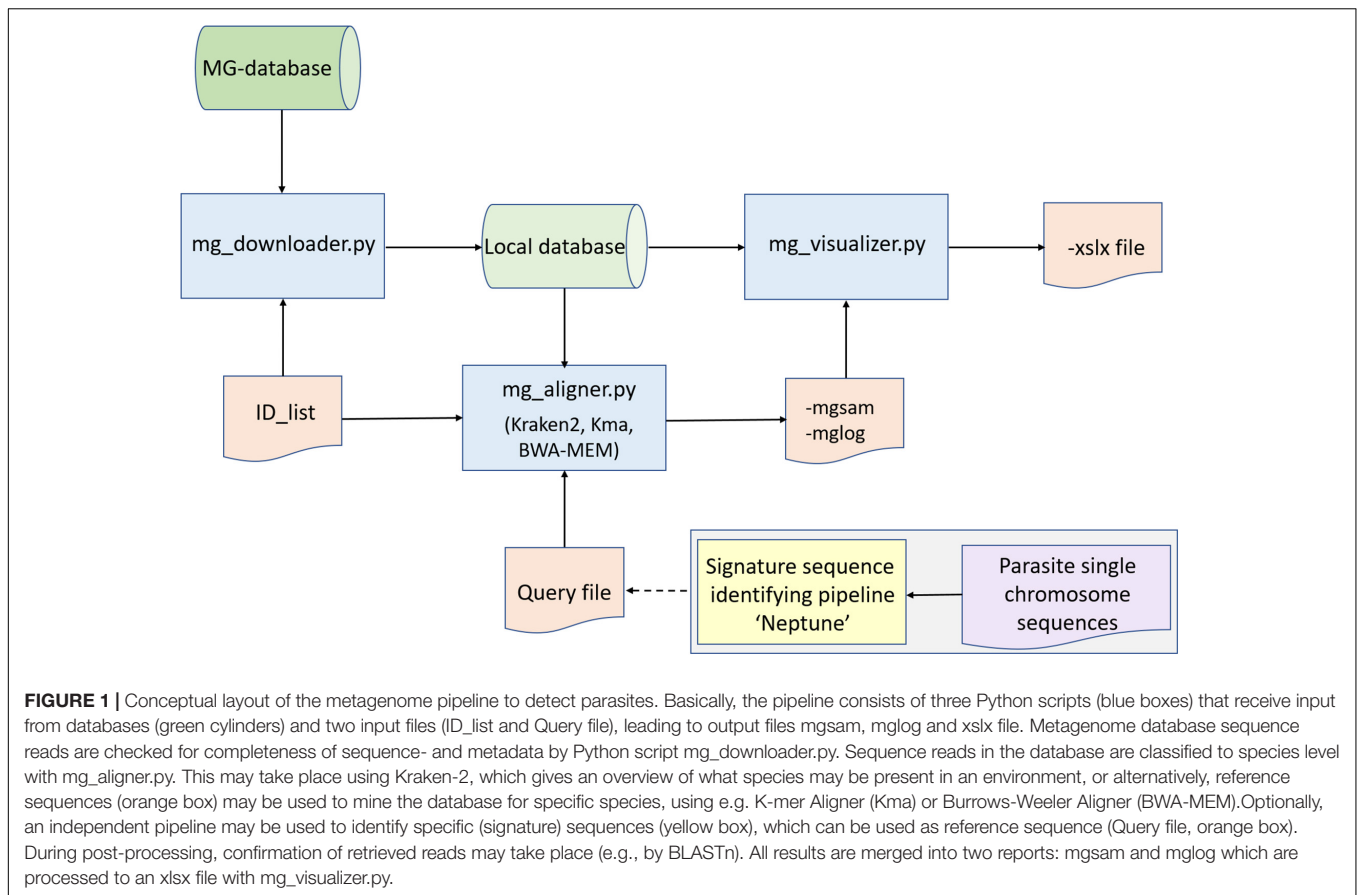 MG-database
mg_downloader.py
Local database
mg_visualizer.py
-xslx file
ID_list
mg_aligner.py
(Kraken2, Kma,
BWA-MEM)
-mgsam
-mglog
Query file
Signature sequence
identifying pipeline
‘Neptune’
Parasite single
chromosome
sequences
FIGURE 1 | Conceptual layout of the metagenome pipeline to detect parasites. Basically, the pipeline consists of three Python scripts (blue boxes) that receive input
from databases (green cylinders) and two input files (ID_list and Query file), leading to output files mgsam, mglog and xslx file. Metagenome database sequence
reads are checked for completeness of sequence- and metadata by Python script mg_downloader.py. Sequence reads in the database are classified to species level
with mg_aligner.py. This may take place using Kraken-2, which gives an overview of what species may be present in an environment, or alternatively, reference
sequences (orange box) may be used to mine the database for specific species, using e.g. K-mer Aligner (Kma) or Burrows-Weeler Aligner (BWA-MEM).Optionally,
an independent pipeline may be used to identify specific (signature) sequences (yellow box), which can be used as reference sequence (Query file, orange box).
During post-processing, confirmation of retrieved reads may take place (e.g., by BLASTn). All results are merged into two reports: mgsam and mglog which are
processed to an xlsx file with mg_visualizer.py.